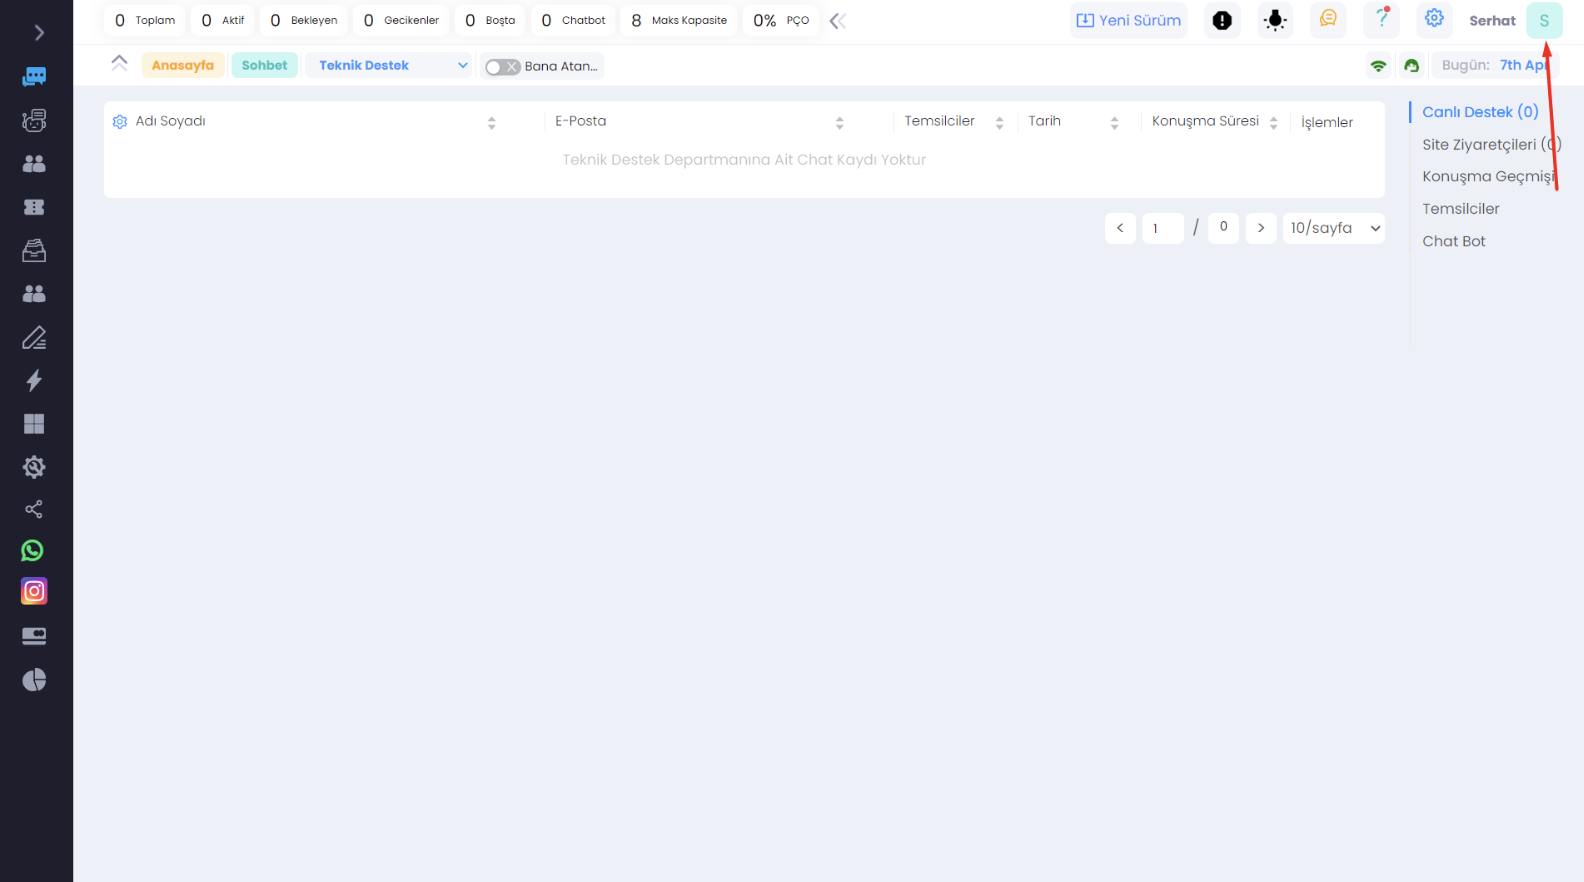 0 Toplam 0 Aktif 0 Bekleyen 0 Gecikenler 0 Boşta 0 Chatbot 8 Maks Kapasite 0% PÇO Yeni Sürüm ? Serhat S
Anasayfa Sohbet Teknik Destek Bana Atan... Bugün: 7th Apr
Adı Soyadı E-Posta Temsilciler Tarih Konuşma Süresi İşlemler
Teknik Destek Departmanına Ait Chat Kaydı Yoktur
< 1 / 0 > 10/sayfa
Canlı Destek (0)
Site Ziyaretçileri (0)
Konuşma Geçmişi
Temsilciler
Chat Bot